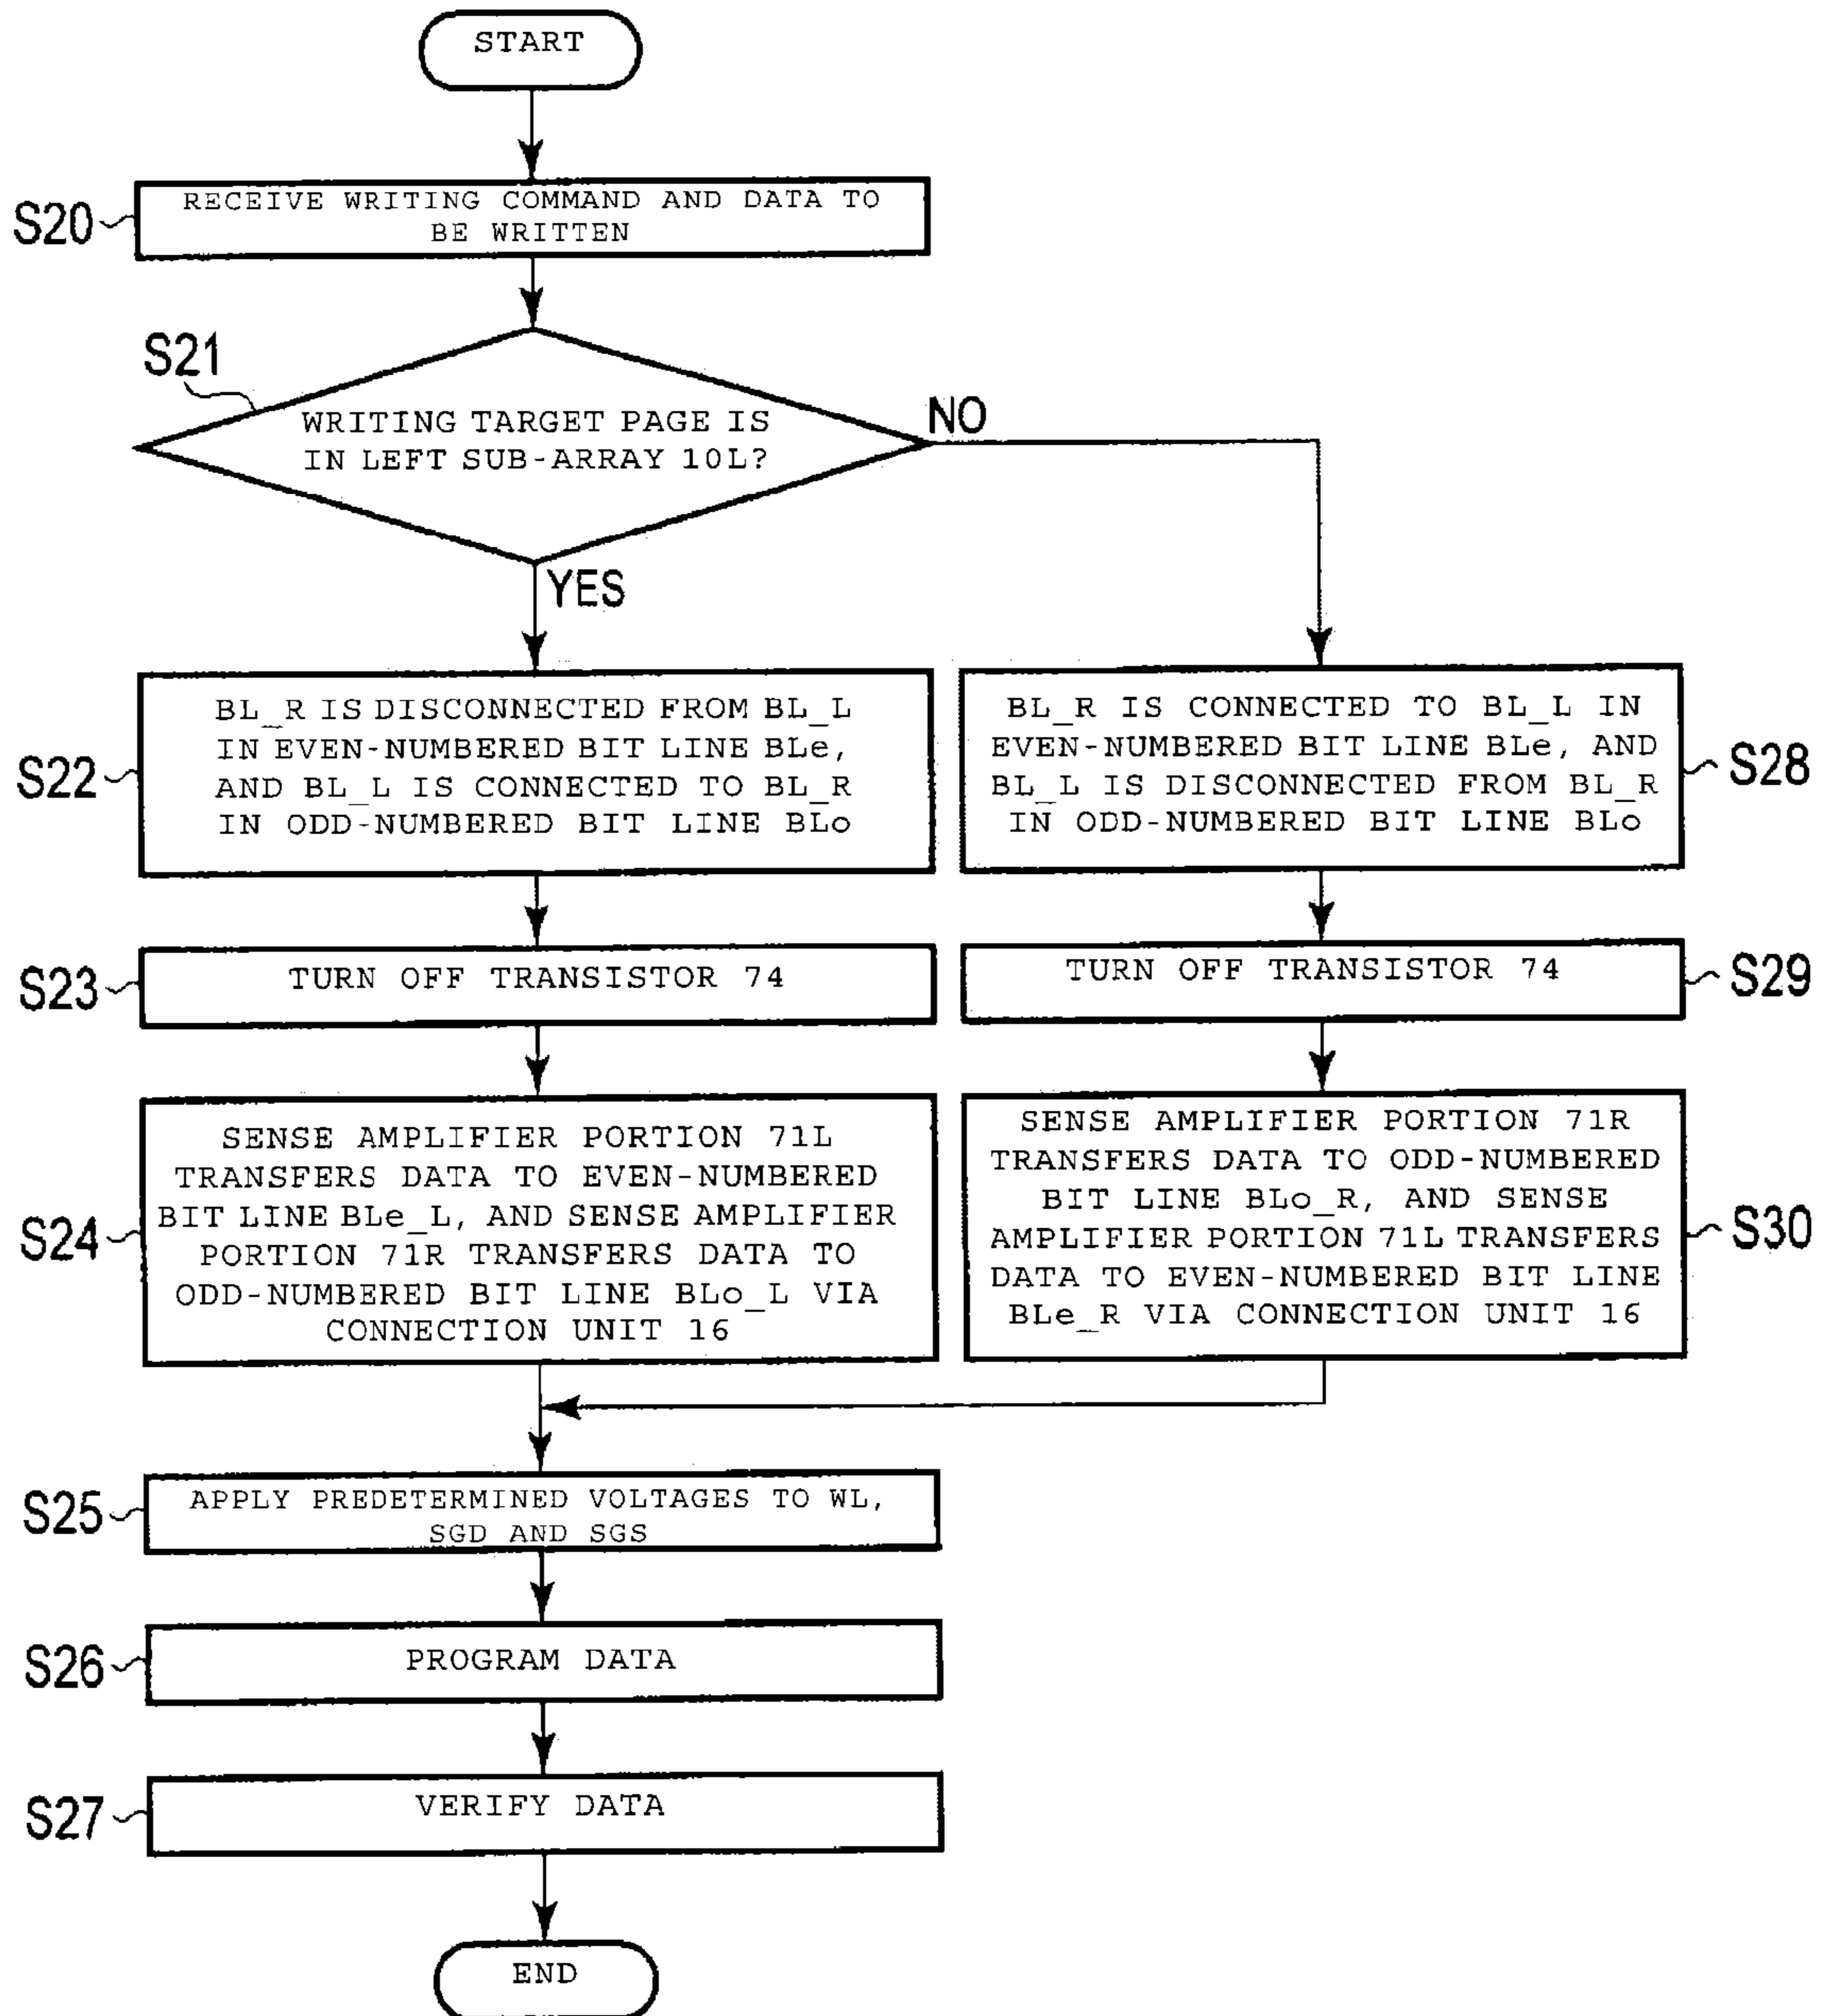 START
S20
RECEIVE WRITING COMMAND AND DATA TO
BE WRITTEN
S21
WRITING TARGET PAGE IS
IN LEFT SUB-ARRAY 10L?
NO
YES
S22
BL_R IS DISCONNECTED FROM BL_L
IN EVEN-NUMBERED BIT LINE BLe,
AND BL_L IS CONNECTED TO BL_R
IN ODD-NUMBERED BIT LINE BLo
BL_R IS CONNECTED TO BL_L IN
EVEN-NUMBERED BIT LINE BLe, AND
BL_L IS DISCONNECTED FROM BL_R
IN ODD-NUMBERED BIT LINE BLo
S28
S23
TURN OFF TRANSISTOR 74
TURN OFF TRANSISTOR 74
S29
S24
SENSE AMPLIFIER PORTION 71L
TRANSFERS DATA TO EVEN-NUMBERED
BIT LINE BLe_L, AND SENSE AMPLIFIER
PORTION 71R TRANSFERS DATA TO
ODD-NUMBERED BIT LINE BLo_L VIA
CONNECTION UNIT 16
SENSE AMPLIFIER PORTION 71R
TRANSFERS DATA TO ODD-NUMBERED
BIT LINE BLo_R, AND SENSE
AMPLIFIER PORTION 71L TRANSFERS
DATA TO EVEN-NUMBERED BIT LINE
BLe_R VIA CONNECTION UNIT 16
S30
S25
APPLY PREDETERMINED VOLTAGES TO WL,
SGD AND SGS
S26
PROGRAM DATA
S27
VERIFY DATA
END